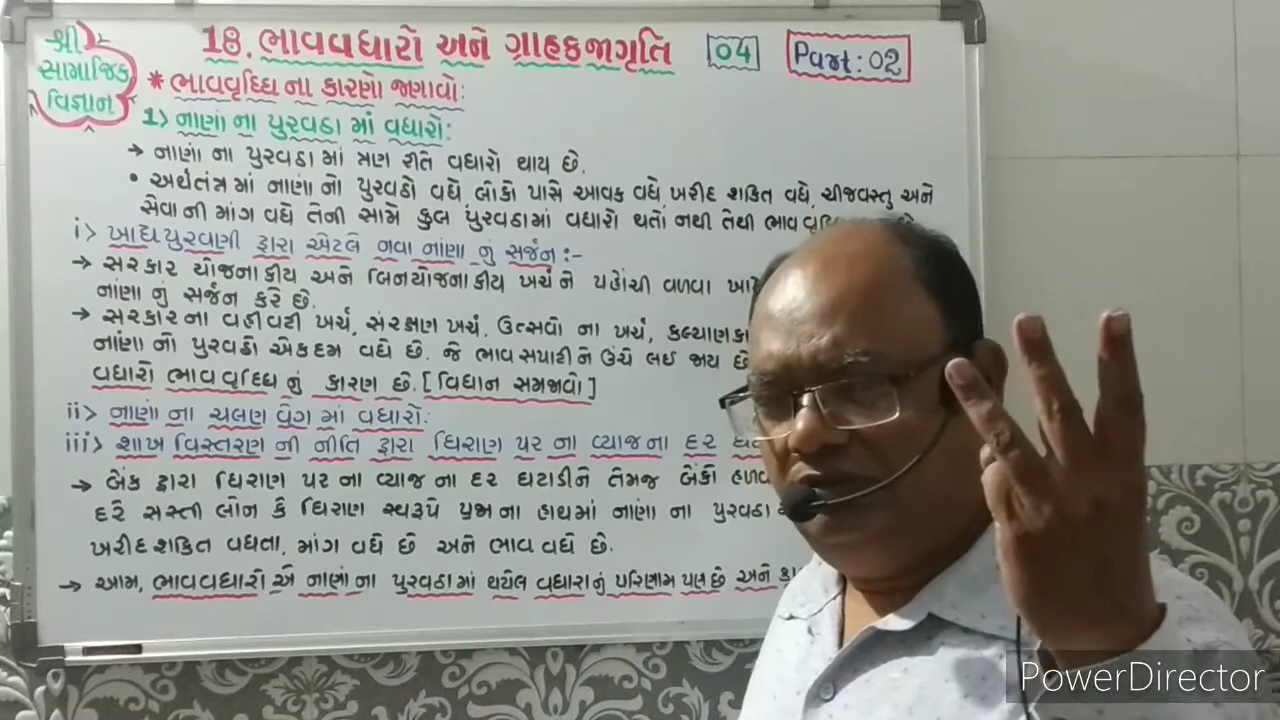 શ્રી
સામાજિક
વિજ્ઞાન
18. ભાવવધારો અને ગ્રાહકજાગૃતિ
04
Part: 02
* ભાવવૃધ્ધિ ના કારણો જણાવો:
1> નાણાં ના પુરવઠા માં વધારો:
→ નાણાં ના પુરવઠા માં ત્રણ રીતે વધારો થાય છે.
• અર્થતંત્ર માં નાણાં નો પુરવઠો વધે, લોકો પાસે આવક વધે, ખરીદ શક્તિ વધે, ચીજવસ્તુ અને
સેવા ની માંગ વધે તેની સામે કુલ પુરવઠામાં વધારો થતો નથી તેથી ભાવ
i> ખાદ્યપુરવણી દ્વારા એટલે નવા નાંણા નું સર્જન :-
→ સરકાર યોજનાકીય અને બિનયોજનાકીય ખર્ચ ને પહોંચી વળવા
નાંણા નું સર્જન કરે છે.
→ સરકાર ના વહીવટી ખર્ચ, સંરક્ષણ ખર્ચ, ઉત્સવો ના ખર્ચ,
નાંણા નો પુરવઠો એકદમ વધે છે. જે ભાવ સપાટી ને ઉંચે લઈ જાય છે
વધારો ભાવવૃધ્ધિ નું કારણ છે. [વિધાન સમજાવો]
ii> નાણાં ના ચલણ વેગ માં વધારો:
iii> શાખ વિસ્તરણ ની નીતિ દ્વારા ધિરાણ પર ના વ્યાજ ના દર
→ બેંક દ્વારા ધિરાણ પર ના વ્યાજ ના દર ઘટાડીને તેમજ બેંકો
દરે સસ્તી લોન કે ધિરાણ સ્વરૂપે પ્રજા ના હાથમાં નાંણા ના પુરવઠા
ખરીદ શક્તિ વધતા, માંગ વધે છે અને ભાવ વધે છે.
→ આમ, ભાવવધારો એ નાણાં ના પુરવઠામાં થયેલ વધારાનું પરિણામ પણ છે અને
PowerDirector